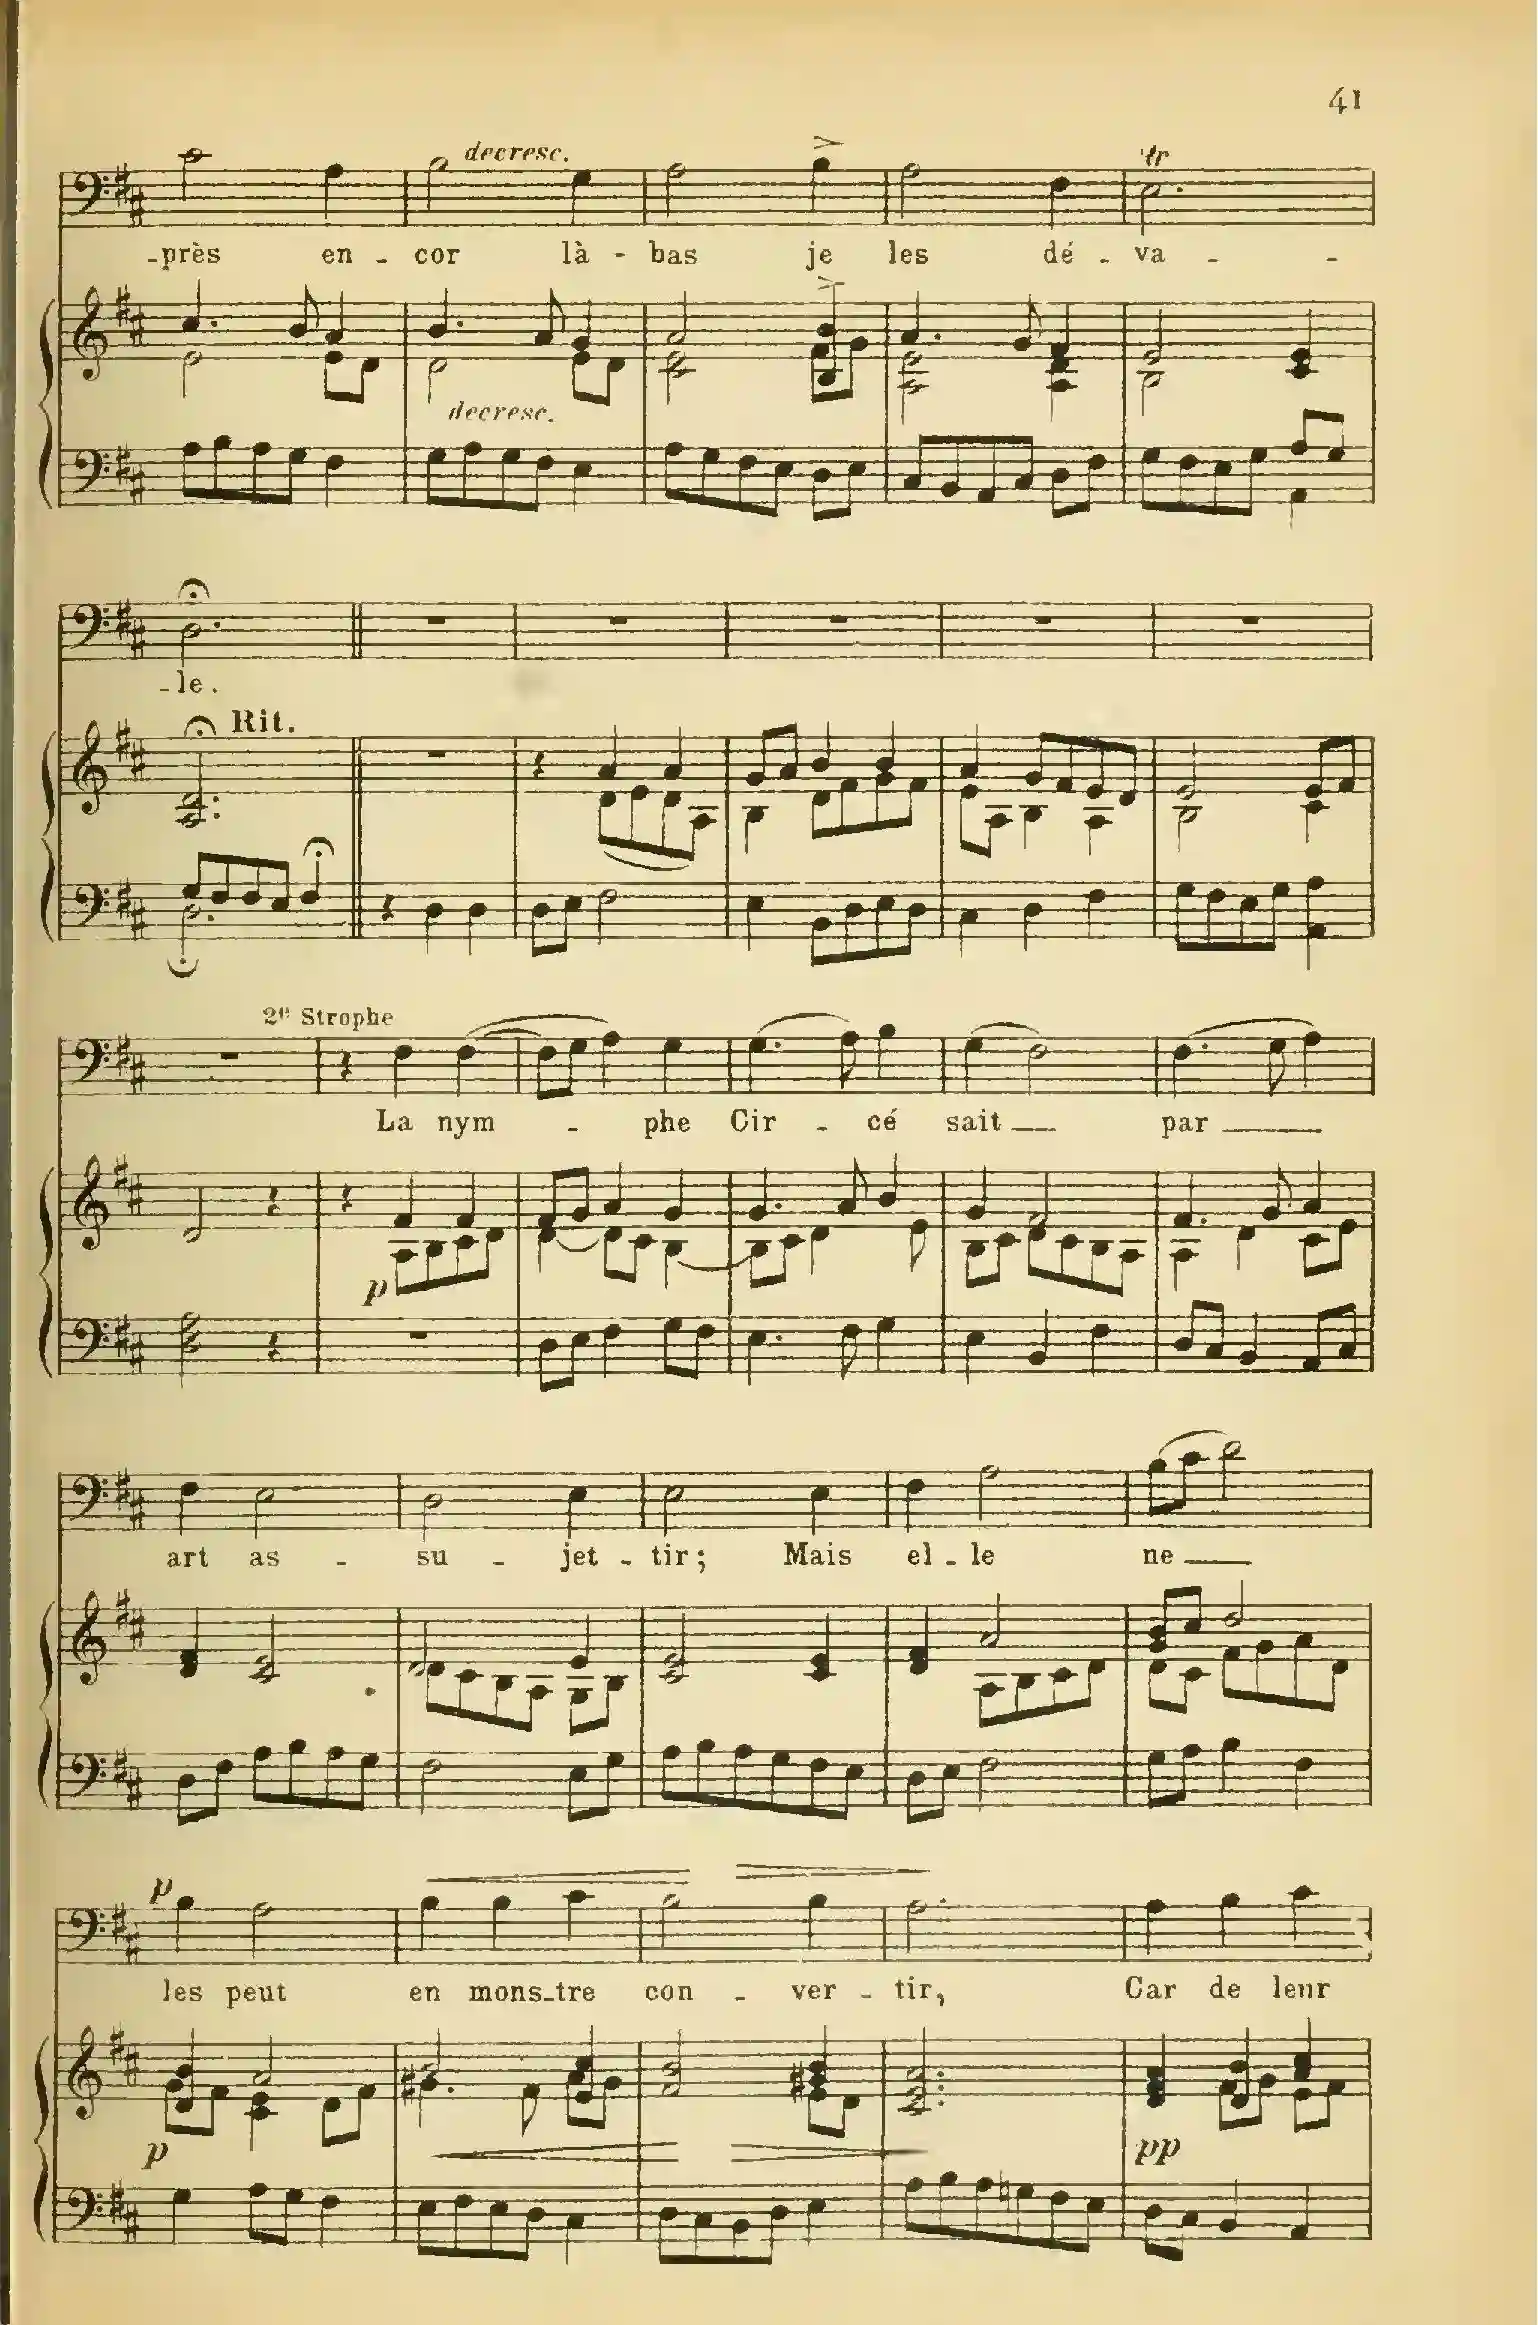 41
decresc.
tr
-près en - cor là - bas je les dé - va - -
decresc.
-le.
Rit.
2e Strophe
La nym - phe Cir - cé sait par
p
art as - su - jet - tir; Mais el - le ne
p
les peut en mons-tre con - ver - tir, Car de leur
p
pp